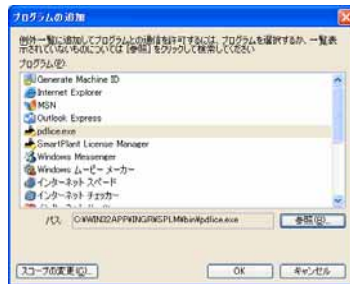 プログラムの追加
例外一覧に追加してプログラムとの通信を許可するには、プログラムを選択するか、一覧表
示されていないものについては [参照] をクリックして検索してください
プログラム(P):
Generate Machine ID
Internet Explorer
MSN
Outlook Express
pdlice.exe
SmartPlant License Manager
Windows Messenger
Windows ムービー メーカー
インターネット スペード
インターネット チェッカー
パス
C:¥WIN32APP¥INGR¥SPLM¥bin¥pdlice.exe
参照(B)...
スコープの変更(C)...
OK
キャンセル